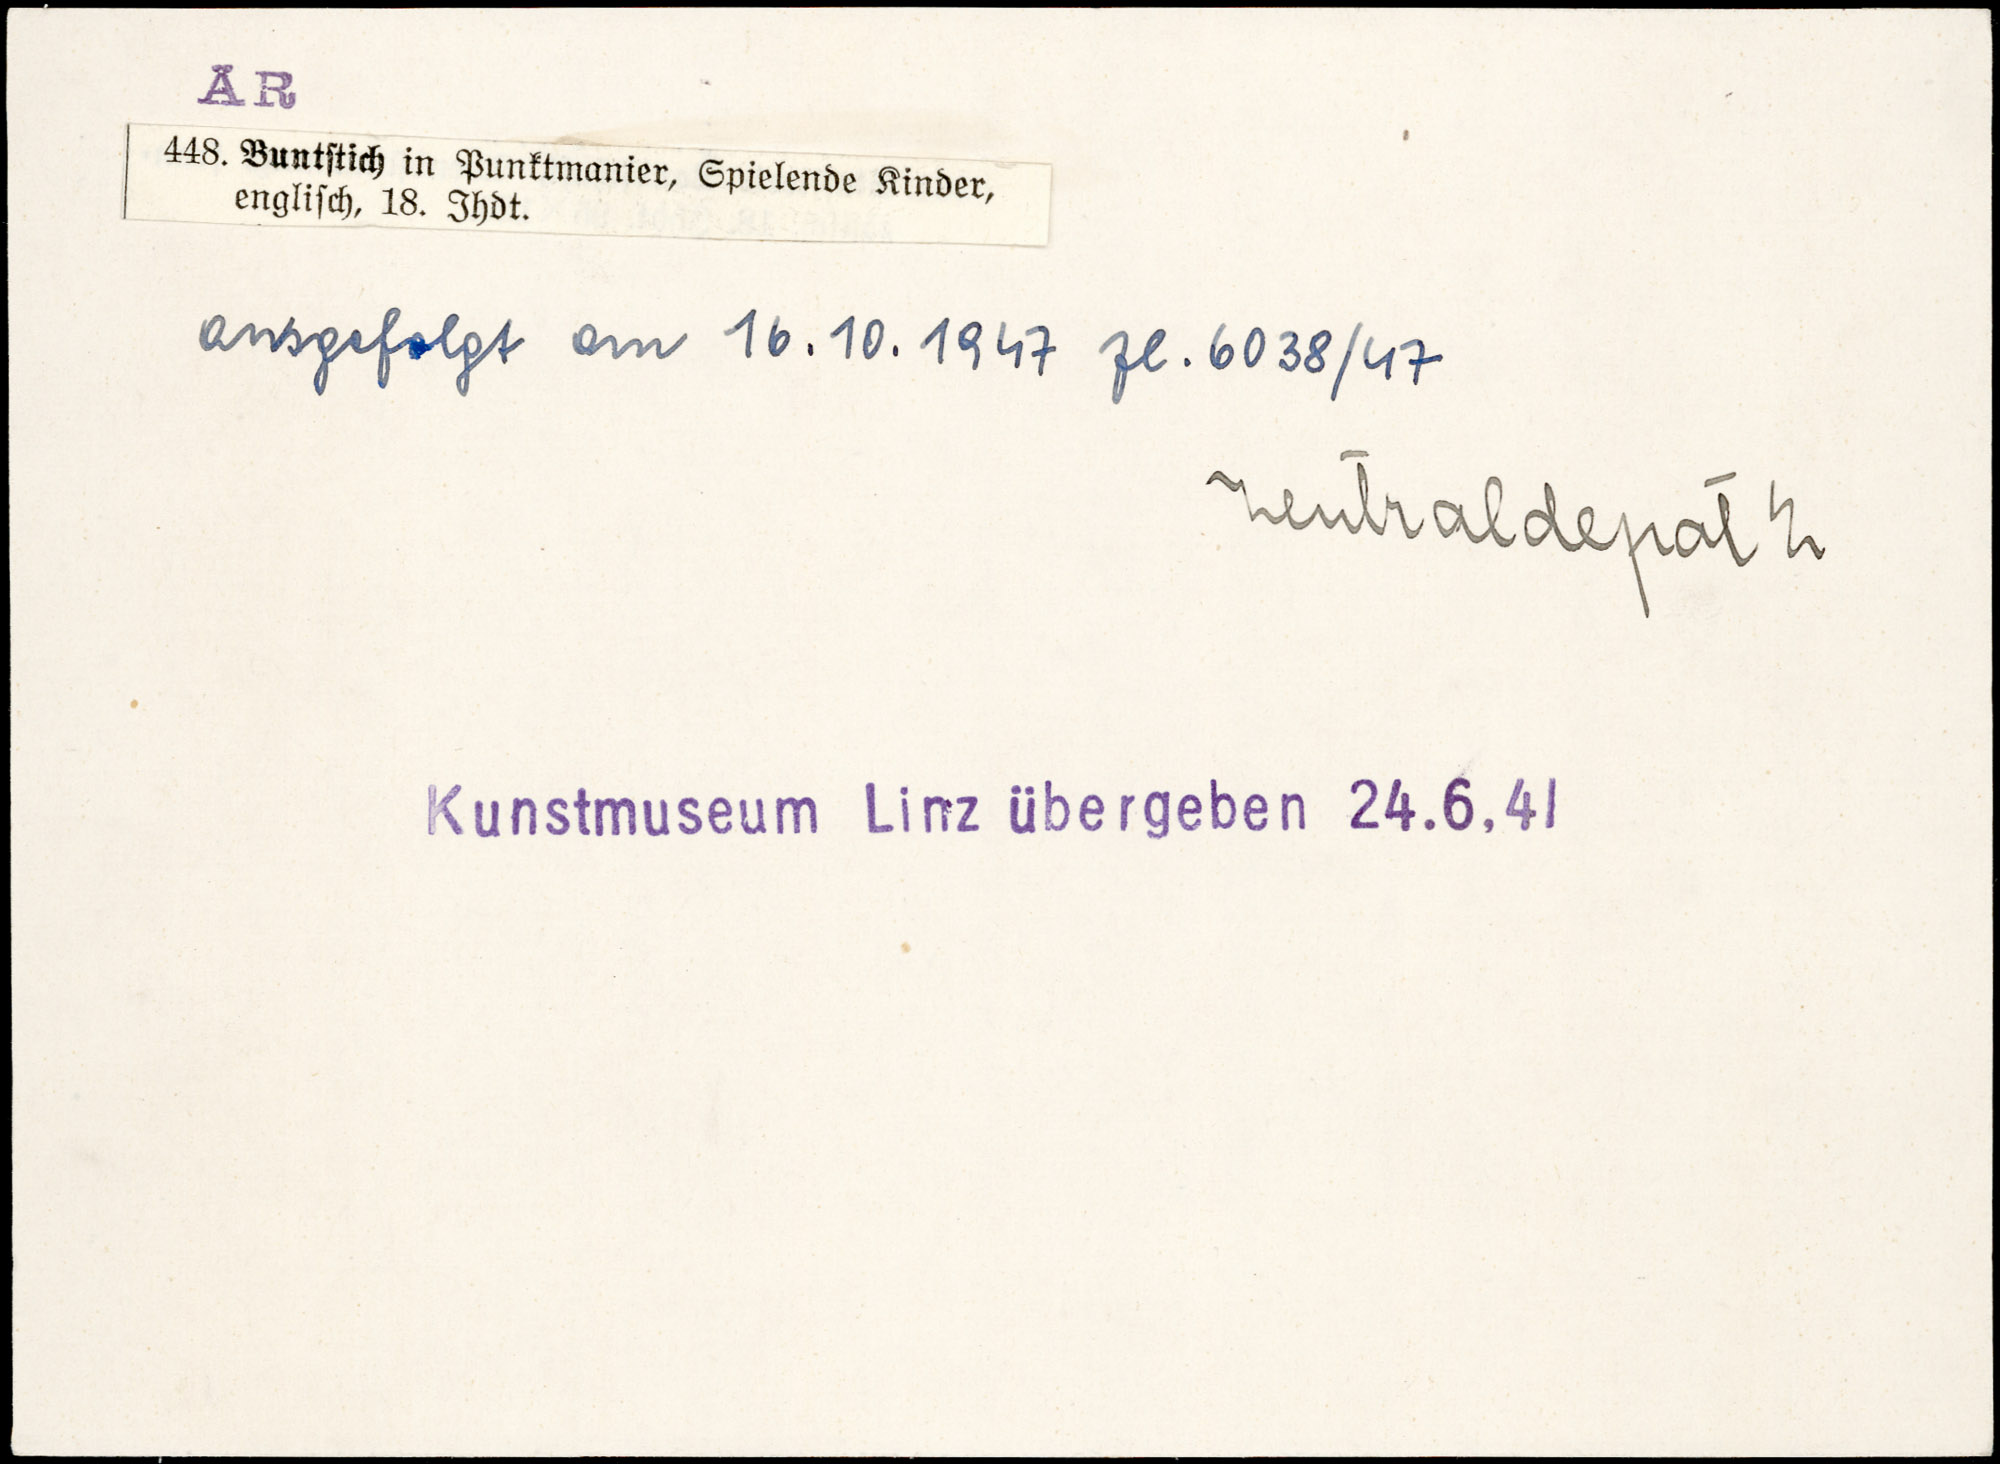 AR
448. Buntſtich in Punktmanier, Spielende Kinder,
engliſch, 18. Jhdt.
ausgefolgt am 16.10.1947 Zl. 6038/47
Zentraldepot
Kunstmuseum Linz übergeben 24.6.41